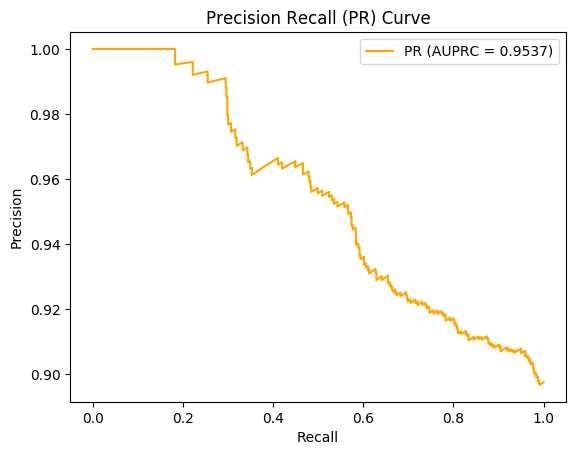 Precision Recall (PR) Curve
PR (AUPRC = 0.9537)
1.00
0.98
0.96
0.94
0.92
0.90
Precision
0.0 0.2 0.4 0.6 0.8 1.0
Recall